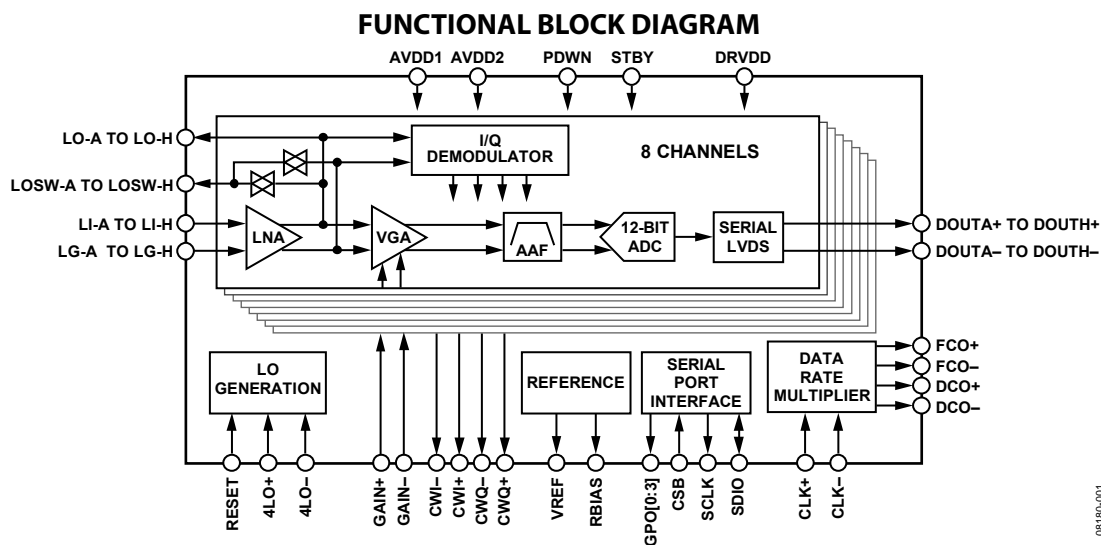 FUNCTIONAL BLOCK DIAGRAM
AVDD1 AVDD2 PDWN STBY DRVDD
LO-A TO LO-H
LOSW-A TO LOSW-H
LI-A TO LI-H
LG-A TO LG-H
I/Q
DEMODULATOR
8 CHANNELS
LNA
VGA
AAF
12-BIT
ADC
SERIAL
LVDS
DOUTA+ TO DOUTH+
DOUTA– TO DOUTH–
LO
GENERATION
REFERENCE
SERIAL
PORT
INTERFACE
DATA
RATE
MULTIPLIER
FCO+
FCO–
DCO+
DCO–
RESET
4LO+
4LO–
GAIN+
GAIN–
CWI–
CWI+
CWQ–
CWQ+
VREF
RBIAS
GPO[0:3]
CSB
SCLK
SDIO
CLK+
CLK–
08180-001